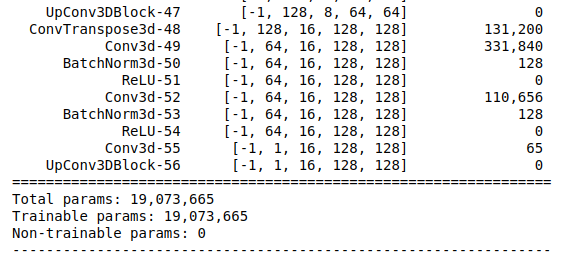 UpConv3DBlock-47 [-1, 128, 8, 64, 64] 0
ConvTranspose3d-48 [-1, 128, 16, 128, 128] 131,200
Conv3d-49 [-1, 64, 16, 128, 128] 331,840
BatchNorm3d-50 [-1, 64, 16, 128, 128] 128
ReLU-51 [-1, 64, 16, 128, 128] 0
Conv3d-52 [-1, 64, 16, 128, 128] 110,656
BatchNorm3d-53 [-1, 64, 16, 128, 128] 128
ReLU-54 [-1, 64, 16, 128, 128] 0
Conv3d-55 [-1, 1, 16, 128, 128] 65
UpConv3DBlock-56 [-1, 1, 16, 128, 128] 0
================================================================
Total params: 19,073,665
Trainable params: 19,073,665
Non-trainable params: 0
----------------------------------------------------------------